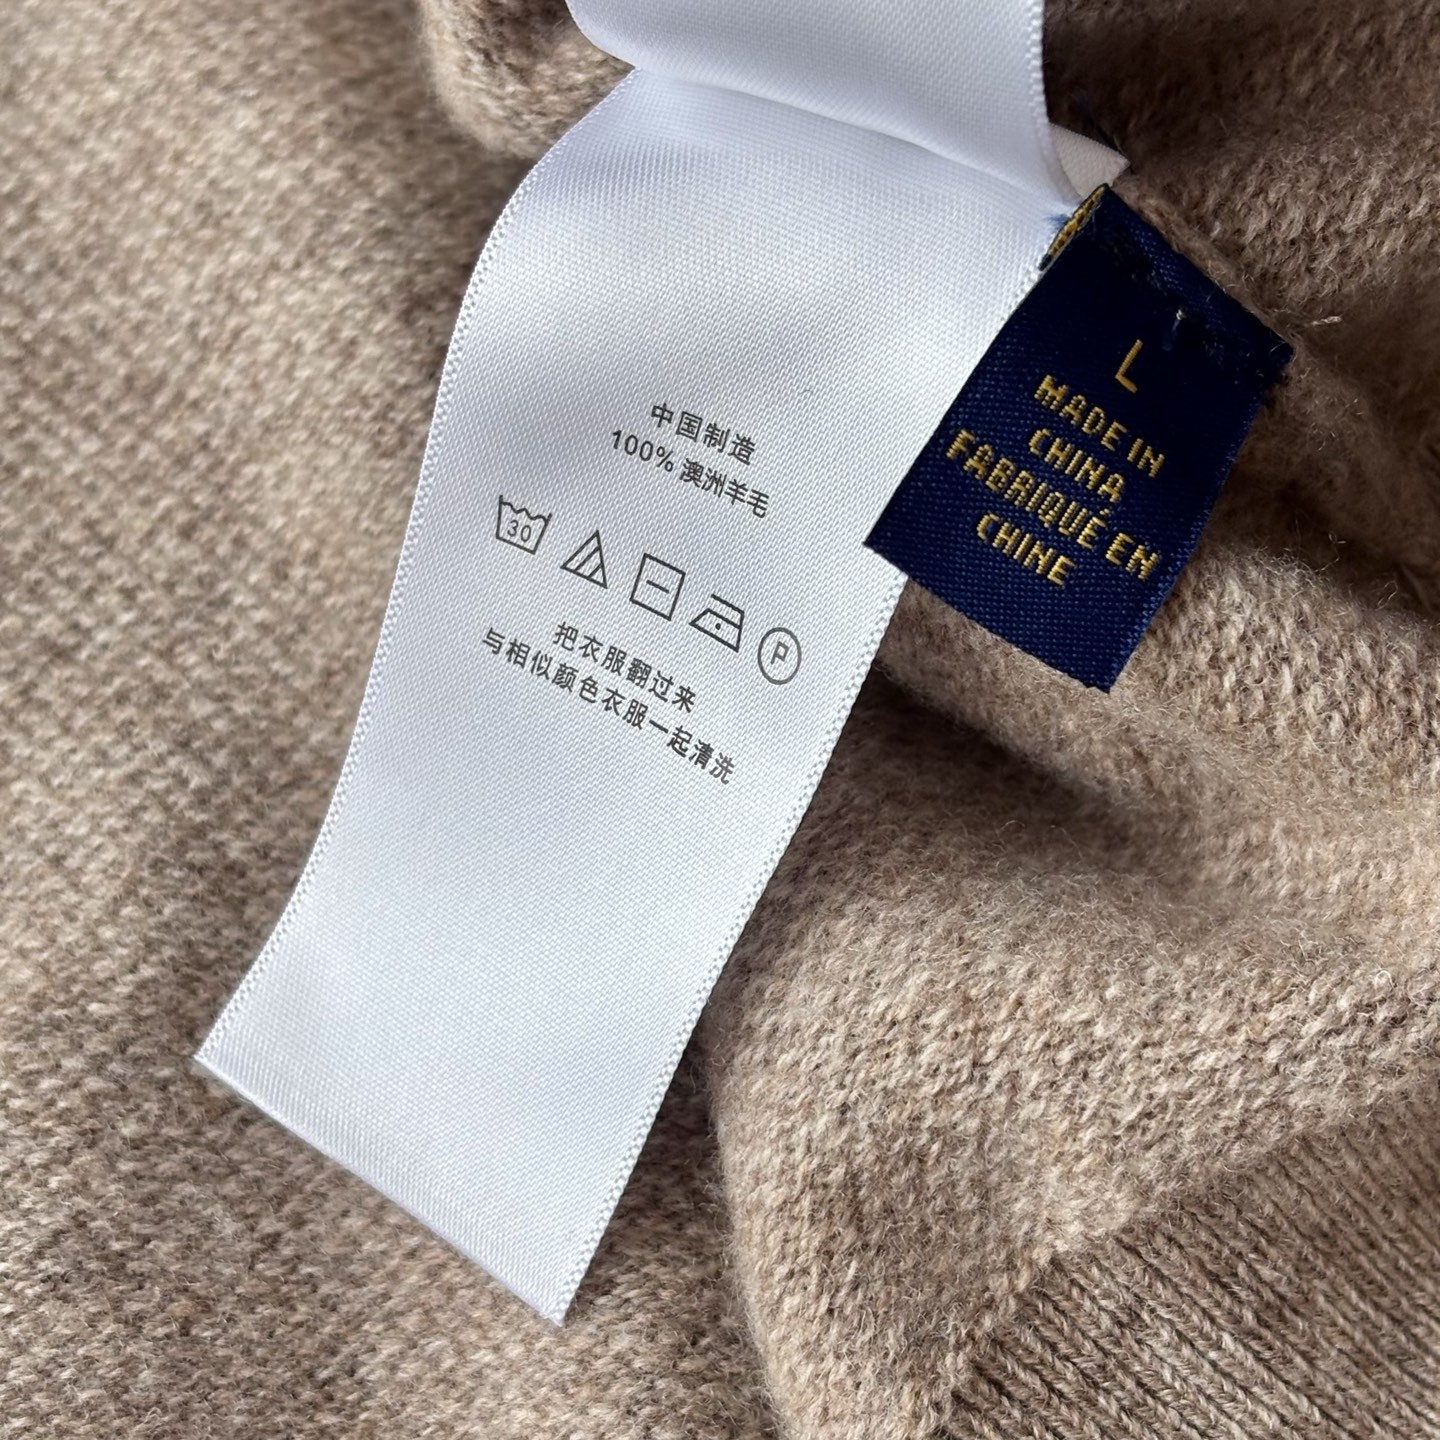 中国制造
100% 澳洲羊毛
30
P
把衣服翻过来
与相似颜色衣服一起清洗
L
MADE IN
CHINA,
FABRIQUÉ EN
CHINE